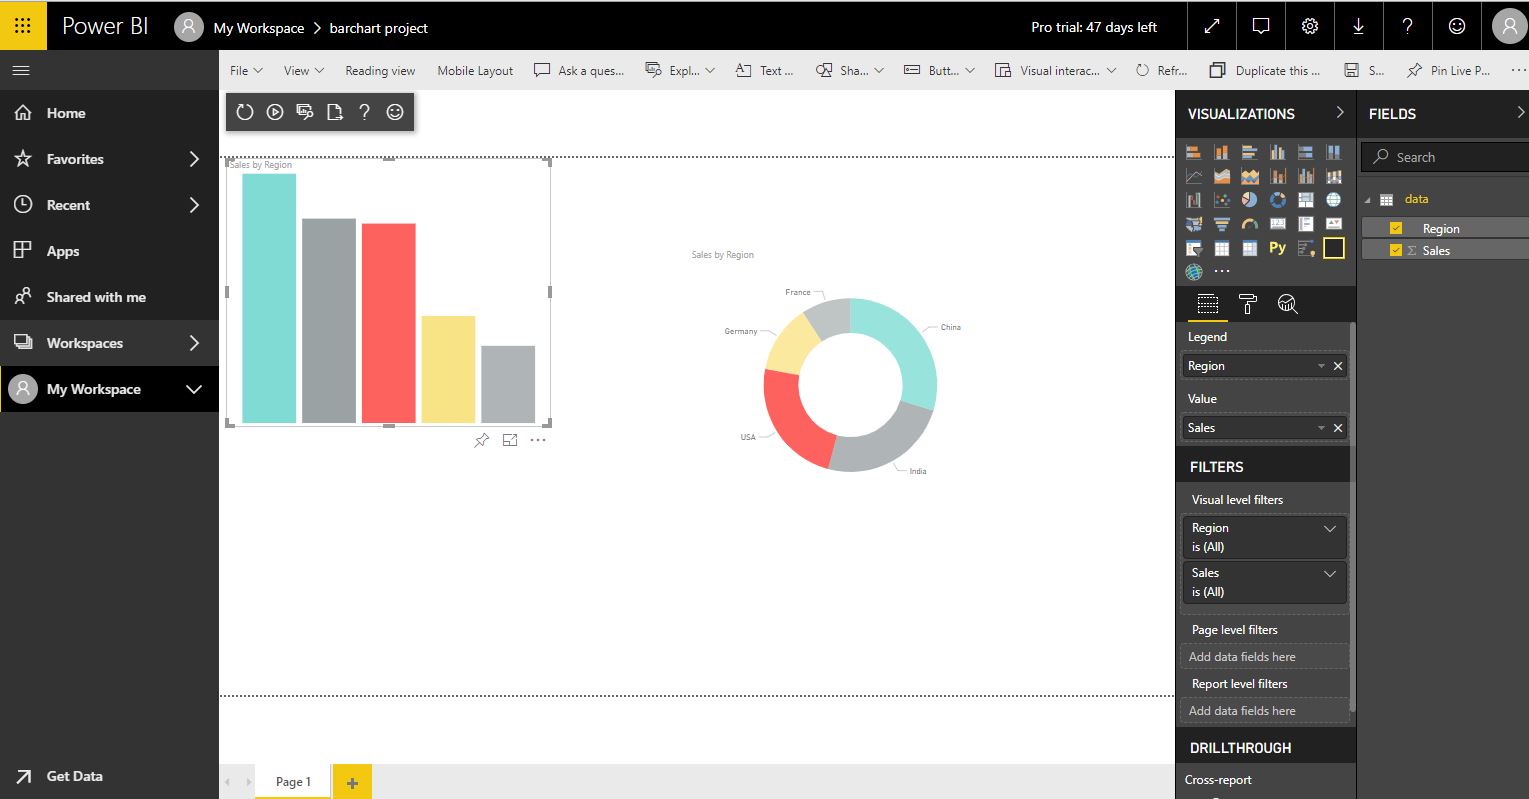 Power BI
My Workspace > barchart project
Pro trial: 47 days left
File
View
Reading view
Mobile Layout
Ask a ques...
Expl...
Text ...
Sha...
Butt...
Visual interac...
Refr...
Duplicate this ...
S...
Pin Live P...
...
Home
Favorites
Recent
Apps
Shared with me
Workspaces
My Workspace
Get Data
Sales by Region
Sales by Region
France
China
Germany
USA
India
Page 1
VISUALIZATIONS
123
Py
Legend
Region
Value
Sales
FILTERS
Visual level filters
Region
is (All)
Sales
is (All)
Page level filters
Add data fields here
Report level filters
Add data fields here
DRILLTHROUGH
Cross-report
FIELDS
Search
data
Region
Σ Sales